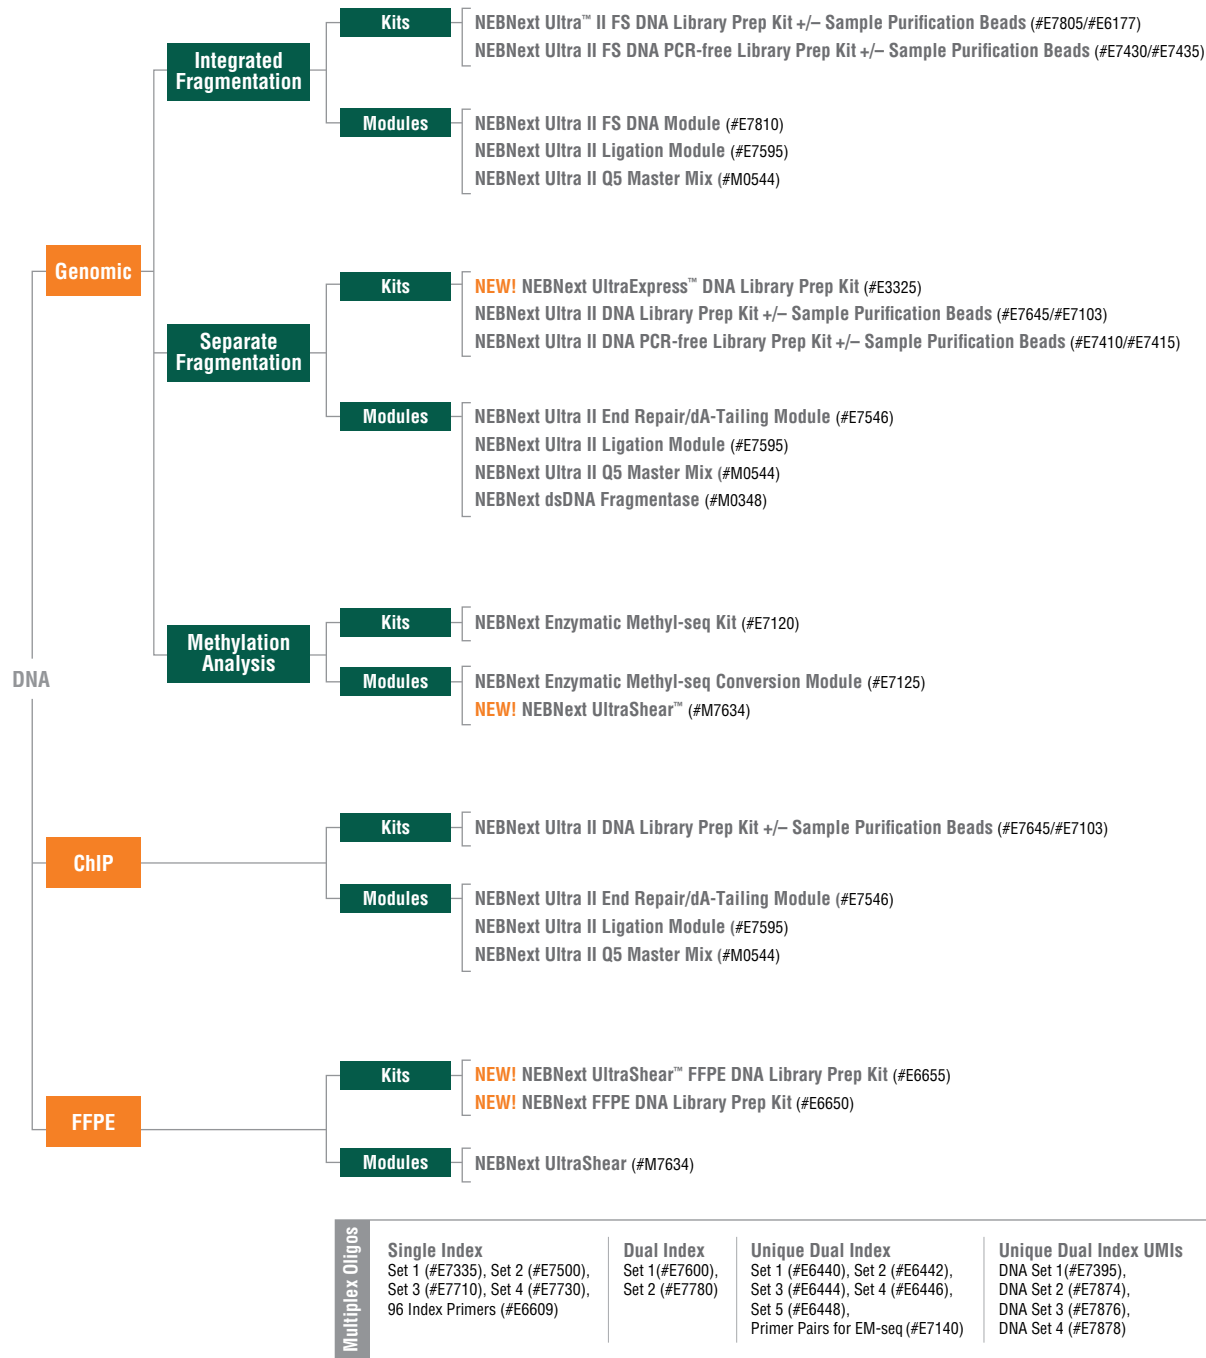 DNA
Genomic
Integrated
Fragmentation
Kits
NEBNext Ultra™ II FS DNA Library Prep Kit +/– Sample Purification Beads (#E7805/#E6177)
NEBNext Ultra II FS DNA PCR-free Library Prep Kit +/– Sample Purification Beads (#E7430/#E7435)
Modules
NEBNext Ultra II FS DNA Module (#E7810)
NEBNext Ultra II Ligation Module (#E7595)
NEBNext Ultra II Q5 Master Mix (#M0544)
Separate
Fragmentation
Kits
NEW! NEBNext UltraExpress™ DNA Library Prep Kit (#E3325)
NEBNext Ultra II DNA Library Prep Kit +/– Sample Purification Beads (#E7645/#E7103)
NEBNext Ultra II DNA PCR-free Library Prep Kit +/– Sample Purification Beads (#E7410/#E7415)
Modules
NEBNext Ultra II End Repair/dA-Tailing Module (#E7546)
NEBNext Ultra II Ligation Module (#E7595)
NEBNext Ultra II Q5 Master Mix (#M0544)
NEBNext dsDNA Fragmentase (#M0348)
Methylation
Analysis
Kits
NEBNext Enzymatic Methyl-seq Kit (#E7120)
Modules
NEBNext Enzymatic Methyl-seq Conversion Module (#E7125)
NEW! NEBNext UltraShear™ (#M7634)
ChIP
Kits
NEBNext Ultra II DNA Library Prep Kit +/– Sample Purification Beads (#E7645/#E7103)
Modules
NEBNext Ultra II End Repair/dA-Tailing Module (#E7546)
NEBNext Ultra II Ligation Module (#E7595)
NEBNext Ultra II Q5 Master Mix (#M0544)
FFPE
Kits
NEW! NEBNext UltraShear™ FFPE DNA Library Prep Kit (#E6655)
NEW! NEBNext FFPE DNA Library Prep Kit (#E6650)
Modules
NEBNext UltraShear (#M7634)
Multiplex Oligos
Single Index
Set 1 (#E7335), Set 2 (#E7500),
Set 3 (#E7710), Set 4 (#E7730),
96 Index Primers (#E6609)
Dual Index
Set 1(#E7600),
Set 2 (#E7780)
Unique Dual Index
Set 1 (#E6440), Set 2 (#E6442),
Set 3 (#E6444), Set 4 (#E6446),
Set 5 (#E6448),
Primer Pairs for EM-seq (#E7140)
Unique Dual Index UMIs
DNA Set 1(#E7395),
DNA Set 2 (#E7874),
DNA Set 3 (#E7876),
DNA Set 4 (#E7878)